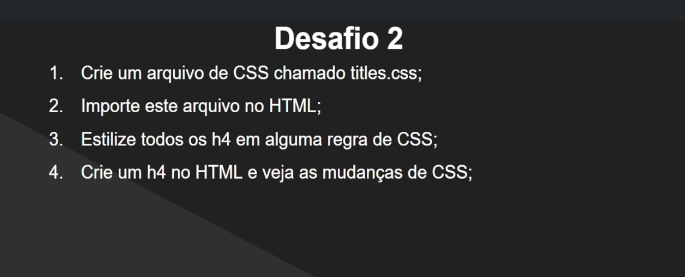 Desafio 2
1. Crie um arquivo de CSS chamado titles.css;
2. Importe este arquivo no HTML;
3. Estilize todos os h4 em alguma regra de CSS;
4. Crie um h4 no HTML e veja as mudanças de CSS;